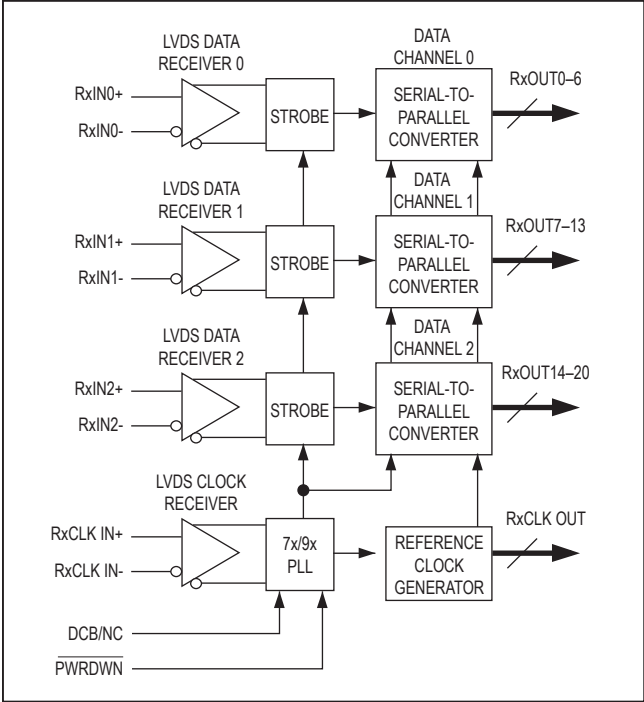 LVDS DATA
RECEIVER 0
DATA
CHANNEL 0
RxIN0+
RxIN0-
STROBE
SERIAL-TO-
PARALLEL
CONVERTER
RxOUT0–6
LVDS DATA
RECEIVER 1
DATA
CHANNEL 1
RxIN1+
RxIN1-
STROBE
SERIAL-TO-
PARALLEL
CONVERTER
RxOUT7–13
LVDS DATA
RECEIVER 2
DATA
CHANNEL 2
RxIN2+
RxIN2-
STROBE
SERIAL-TO-
PARALLEL
CONVERTER
RxOUT14–20
LVDS CLOCK
RECEIVER
RxCLK IN+
RxCLK IN-
7x/9x
PLL
REFERENCE
CLOCK
GENERATOR
RxCLK OUT
DCB/NC
PWRDWN